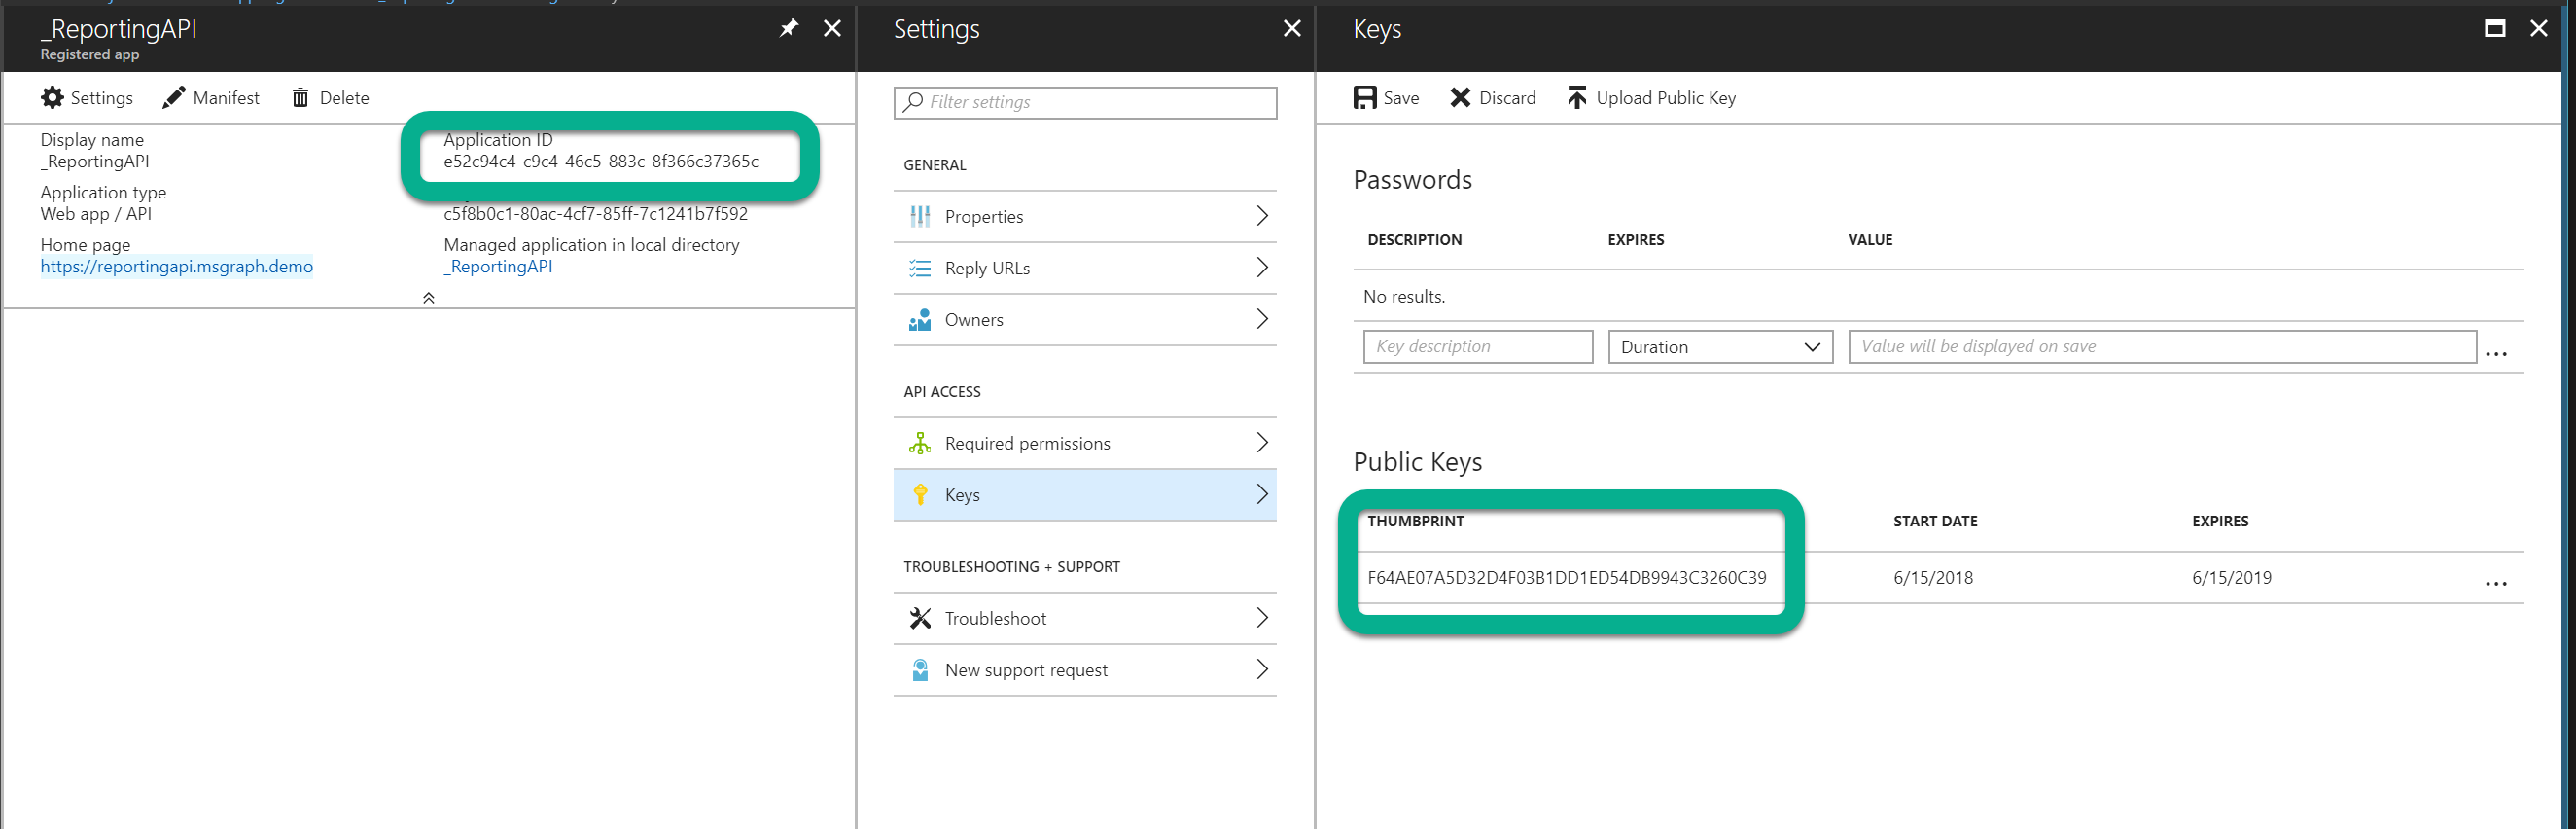 _ReportingAPI
Registered app
Settings
Manifest
Delete
Display name
_ReportingAPI
Application ID
e52c94c4-c9c4-46c5-883c-8f366c37365c
Application type
Web app / API
c5f8b0c1-80ac-4cf7-85ff-7c1241b7f592
Home page
https://reportingapi.msgraph.demo
Managed application in local directory
_ReportingAPI
Settings
Filter settings
GENERAL
Properties
Reply URLs
Owners
API ACCESS
Required permissions
Keys
TROUBLESHOOTING + SUPPORT
Troubleshoot
New support request
Keys
Save
Discard
Upload Public Key
Passwords
DESCRIPTION
EXPIRES
VALUE
No results.
Key description
Duration
Value will be displayed on save
...
Public Keys
THUMBPRINT
START DATE
EXPIRES
F64AE07A5D32D4F03B1DD1ED54DB9943C3260C39
6/15/2018
6/15/2019
...